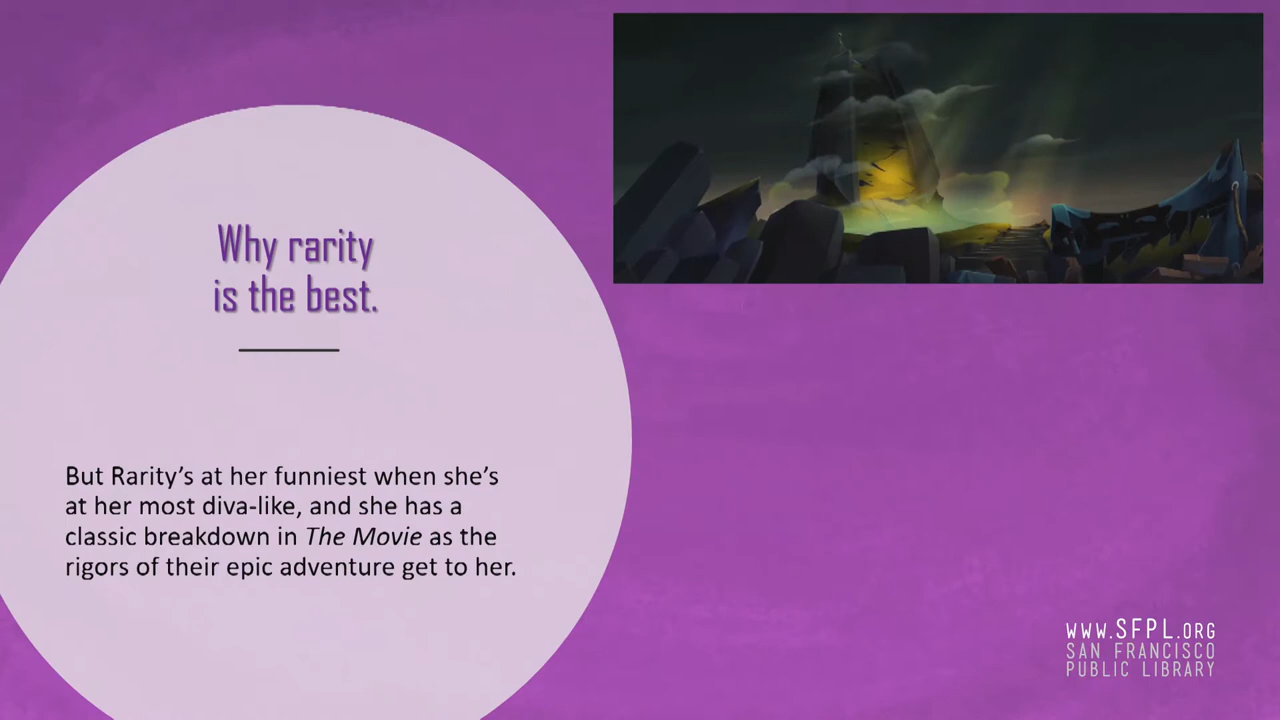 Why rarity
is the best.
But Rarity’s at her funniest when she’s
at her most diva-like, and she has a
classic breakdown in The Movie as the
rigors of their epic adventure get to her.
WWW.SFPL.ORG
SAN FRANCISCO
PUBLIC LIBRARY